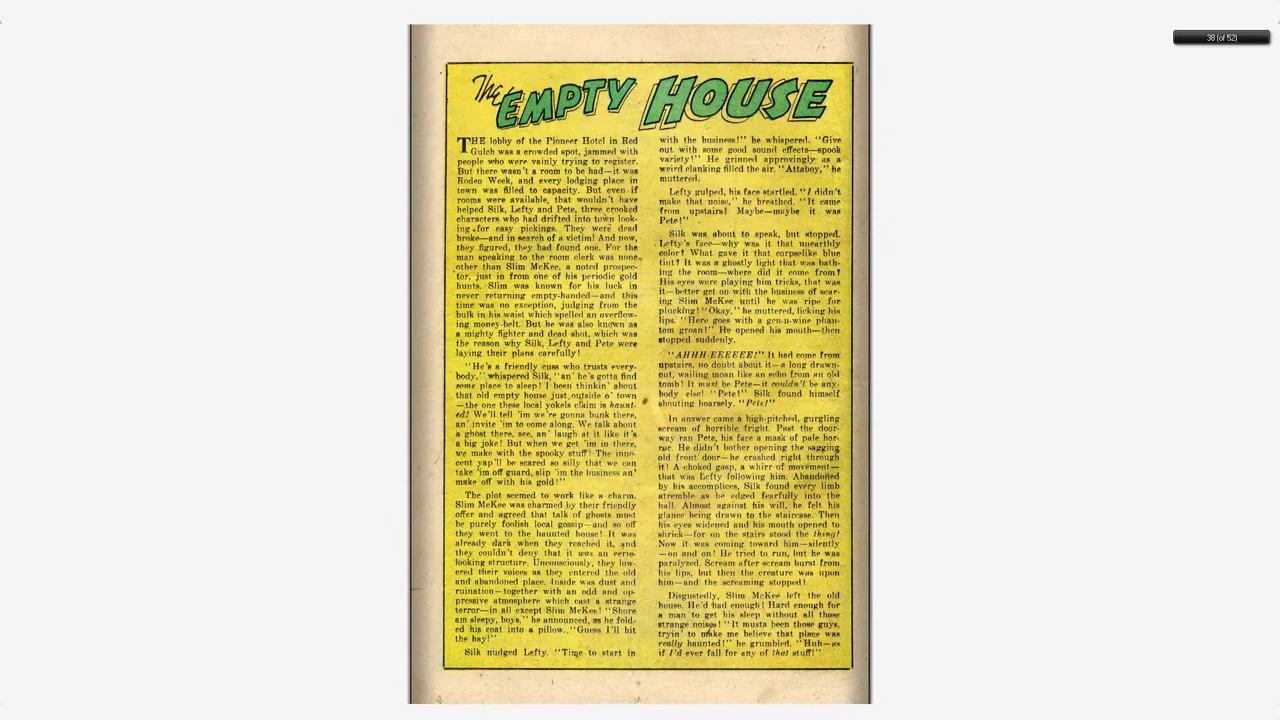 38 (of 52)
The EMPTY HOUSE
THE lobby of the Pioneer Hotel in Red
Gulch was a crowded spot, jammed with
people who were vainly trying to register.
But there wasn't a room to be had—it was
Rodeo Week, and every lodging place in
town was filled to capacity. But even if
rooms were available, that wouldn't have
helped Silk, Lefty and Pete, three crooked
characters who had drifted into town look-
ing for easy pickings. They were dead
broke—and in search of a victim! And now,
they figured, they had found one. For the
man speaking to the room clerk was none
other than Slim McKee, a noted prospec-
tor, just in from one of his periodic gold
hunts. Slim was known for his luck in
never returning empty-handed—and this
time was no exception, judging from the
bulk in his waist which spelled an overflow-
ing money-belt. But he was also known as
a mighty fighter and dead shot, which was
the reason why Silk, Lefty and Pete were
laying their plans carefully!
"He's a friendly cuss who trusts every-
body," whispered Silk, "an' he's gotta find
some place to sleep! I been thinkin' about
that old empty house just outside o' town
—the one these local yokels claim is haunt-
ed! We'll tell 'im we're gonna bunk there,
an' invite 'im to come along. We talk about
a ghost there, see, an' laugh at it like it's
a big joke! But when we get 'im in there,
we make with the spooky stuff! The inno-
cent yap'll be scared so silly that we can
take 'im off guard, slip 'im the business an'
make off with his gold!"
The plot seemed to work like a charm.
Slim McKee was charmed by their friendly
offer and agreed that talk of ghosts must
be purely foolish local gossip—and so off
they went to the haunted house! It was
already dark when they reached it, and
they couldn't deny that it was an eerie-
looking structure. Unconsciously, they low-
ered their voices as they entered the old
and abandoned place. Inside was dust and
ruination—together with an odd and op-
pressive atmosphere which cast a strange
terror—in all except Slim McKee! "Shore
am sleepy, boys," he announced, as he fold-
ed his coat into a pillow. "Guess I'll hit
the hay!"
Silk nudged Lefty. "Time to start in
with the business!" he whispered. "Give
out with some good sound effects—spook
variety!" He grinned approvingly as a
weird clanking filled the air. "Attaboy," he
muttered.
Lefty gulped, his face startled. "I didn't
make that noise," he breathed. "It came
from upstairs! Maybe—maybe it was
Pete!"
Silk was about to speak, but stopped.
Lefty's face—why was it that unearthly
color? What gave it that corpselike blue
tint? It was a ghostly light that was bath-
ing the room—where did it come from?
His eyes were playing him tricks, that was
it—better get on with the business of scar-
ing Slim McKee until he was ripe for
plucking! "Okay," he muttered, licking his
lips. "Here goes with a gen-u-wine phan-
tom groan!" He opened his mouth—then
stopped suddenly.
"AHHH-EEEEEE!" It had come from
upstairs, no doubt about it—a long drawn-
out, wailing moan like an echo from an old
tomb! It must be Pete—it couldn't be any-
body else! "Pete!" Silk found himself
shouting hoarsely. "Pete!"
In answer came a high-pitched, gurgling
scream of horrible fright. Past the door-
way ran Pete, his face a mask of pale hor-
ror. He didn't bother opening the sagging
old front door—he crashed right through
it! A choked gasp, a whirr of movement—
that was Lefty following him. Abandoned
by his accomplices, Silk found every limb
atremble as he edged fearfully into the
hall. Almost against his will, he felt his
glance being drawn to the staircase. Then
his eyes widened and his mouth opened to
shriek—for on the stairs stood the thing!
Now it was coming toward him—silently
—on and on! He tried to run, but he was
paralyzed. Scream after scream burst from
his lips, but then the creature was upon
him—and the screaming stopped!
Disgustedly, Slim McKee left the old
house. He'd had enough! Hard enough for
a man to get his sleep without all those
strange noises! "It musta been those guys,
tryin' to make me believe that place was
really haunted!" he grumbled. "Huh—as
if I'd ever fall for any of that stuff!"